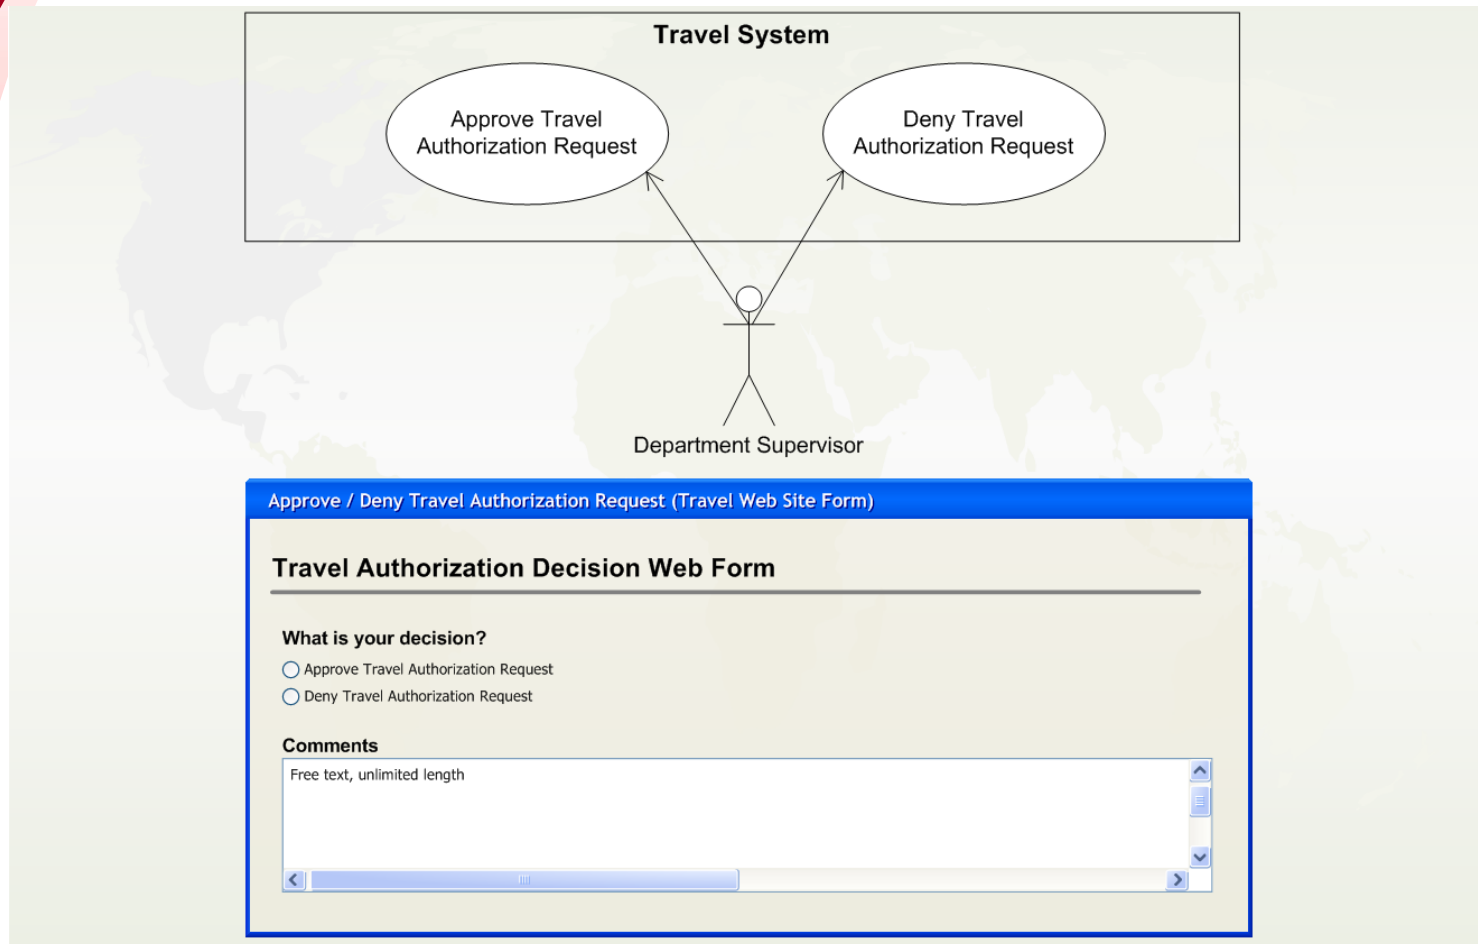 Travel System
Approve Travel
Authorization Request
Deny Travel
Authorization Request
Department Supervisor
Approve / Deny Travel Authorization Request (Travel Web Site Form)
Travel Authorization Decision Web Form
What is your decision?
Approve Travel Authorization Request
Deny Travel Authorization Request
Comments
Free text, unlimited length